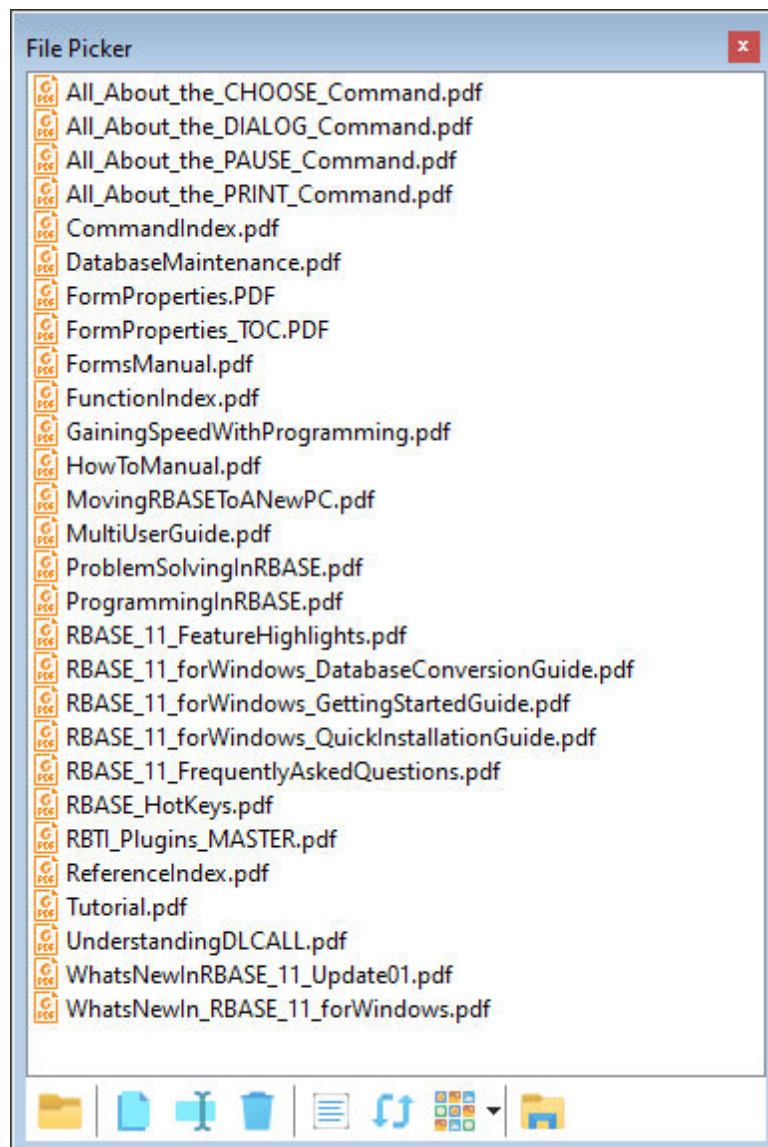 File Picker
All_About_the_CHOOSE_Command.pdf
All_About_the_DIALOG_Command.pdf
All_About_the_PAUSE_Command.pdf
All_About_the_PRINT_Command.pdf
CommandIndex.pdf
DatabaseMaintenance.pdf
FormProperties.PDF
FormProperties_TOC.PDF
FormsManual.pdf
FunctionIndex.pdf
GainingSpeedWithProgramming.pdf
HowToManual.pdf
MovingRBASEToANewPC.pdf
MultiUserGuide.pdf
ProblemSolvingInRBASE.pdf
ProgrammingInRBASE.pdf
RBASE_11_FeatureHighlights.pdf
RBASE_11_forWindows_DatabaseConversionGuide.pdf
RBASE_11_forWindows_GettingStartedGuide.pdf
RBASE_11_forWindows_QuickInstallationGuide.pdf
RBASE_11_FrequentlyAskedQuestions.pdf
RBASE_HotKeys.pdf
RBTI_Plugins_MASTER.pdf
ReferenceIndex.pdf
Tutorial.pdf
UnderstandingDLCALL.pdf
WhatsNewInRBASE_11_Update01.pdf
WhatsNewIn_RBASE_11_forWindows.pdf